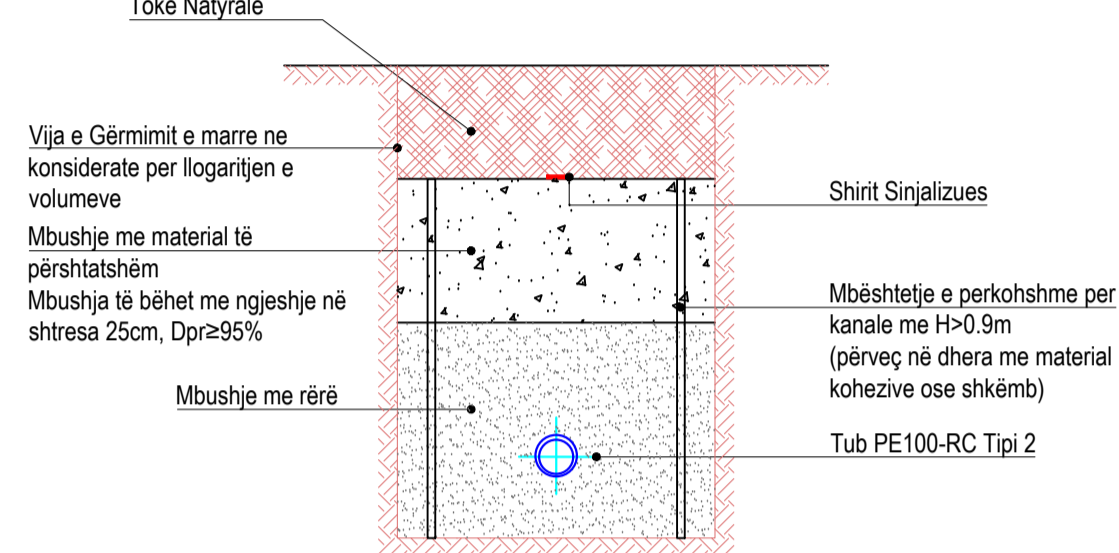 Toke Natyrale
Vija e Gërmimit e marre ne
konsiderate per llogaritjen e
volumeve
Mbushje me material të
përshtatshëm
Mbushja të bëhet me ngjeshje në
shtresa 25cm, Dpr≥95%
Mbushje me rërë
Shirit Sinjalizues
Mbështetje e perkohshme per
kanale me H>0.9m
(përveç në dhera me material
kohezive ose shkëmb)
Tub PE100-RC Tipi 2